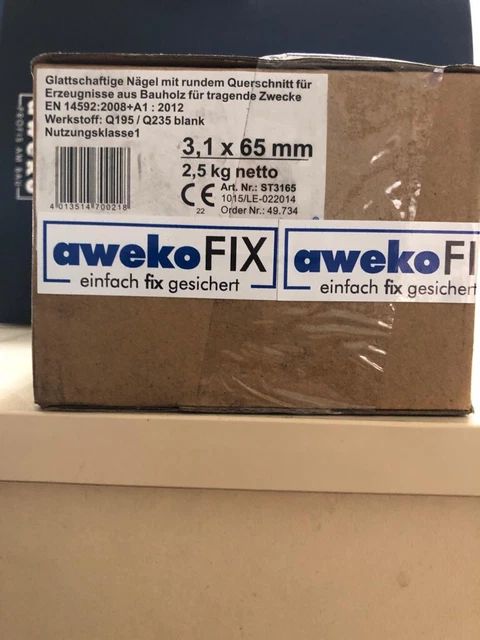 Glattschaftige Nägel mit rundem Querschnitt für
Erzeugnisse aus Bauholz für tragende Zwecke
EN 14592:2008+A1 : 2012
Werkstoff: Q195 / Q235 blank
Nutzungsklasse1
3,1 x 65 mm
2,5 kg netto
CE
Art. Nr.: ST3165
1015/LE-022014
22
Order Nr.: 49.734
4 013514 700218
awekoFIX
einfach fix gesichert
awekoFI
einfach fix gesichert